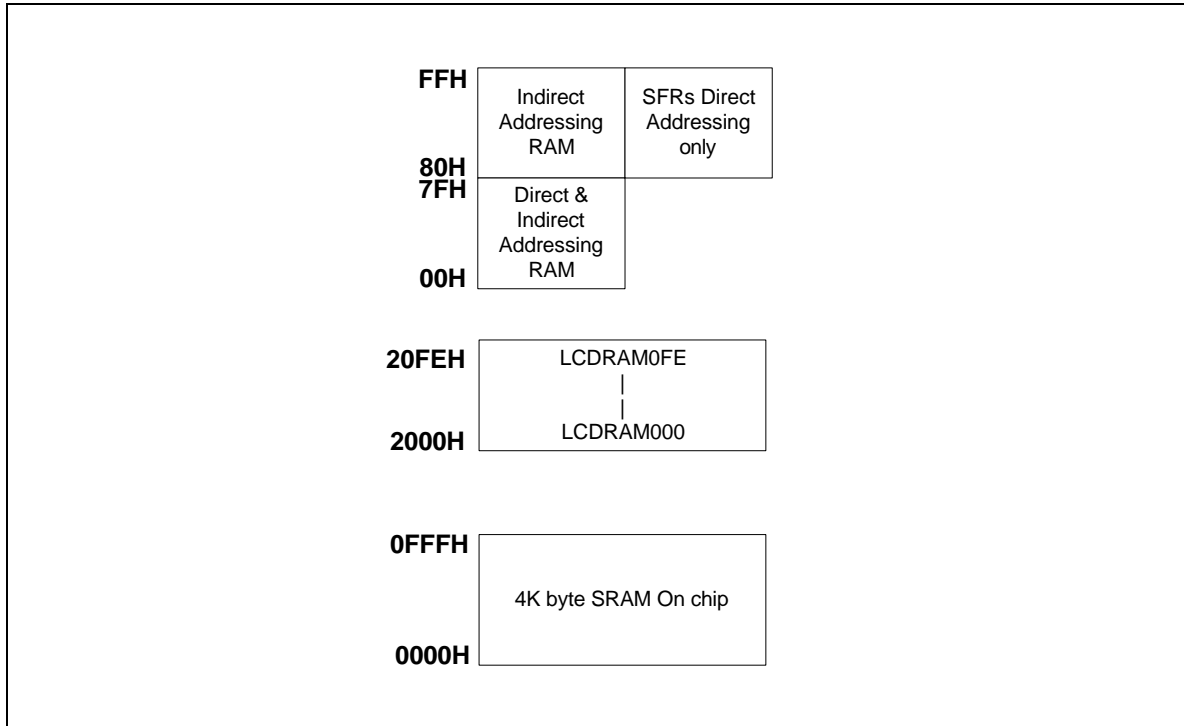 FFH
Indirect
Addressing
RAM
SFRs Direct
Addressing
only
80H
7FH
Direct &
Indirect
Addressing
RAM
00H
20FEH
LCDRAM0FE
|
|
LCDRAM000
2000H
0FFFH
4K byte SRAM On chip
0000H